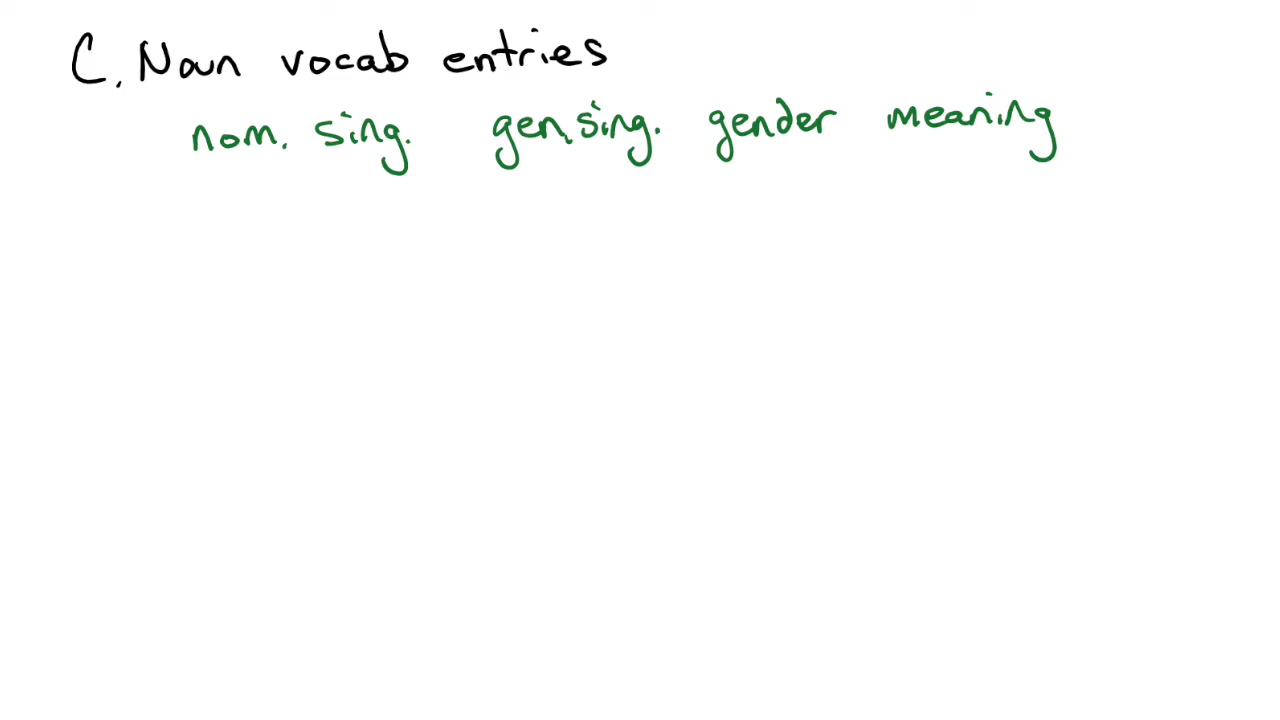 C. Noun vocab entries
nom. sing. gen. sing. gender meaning